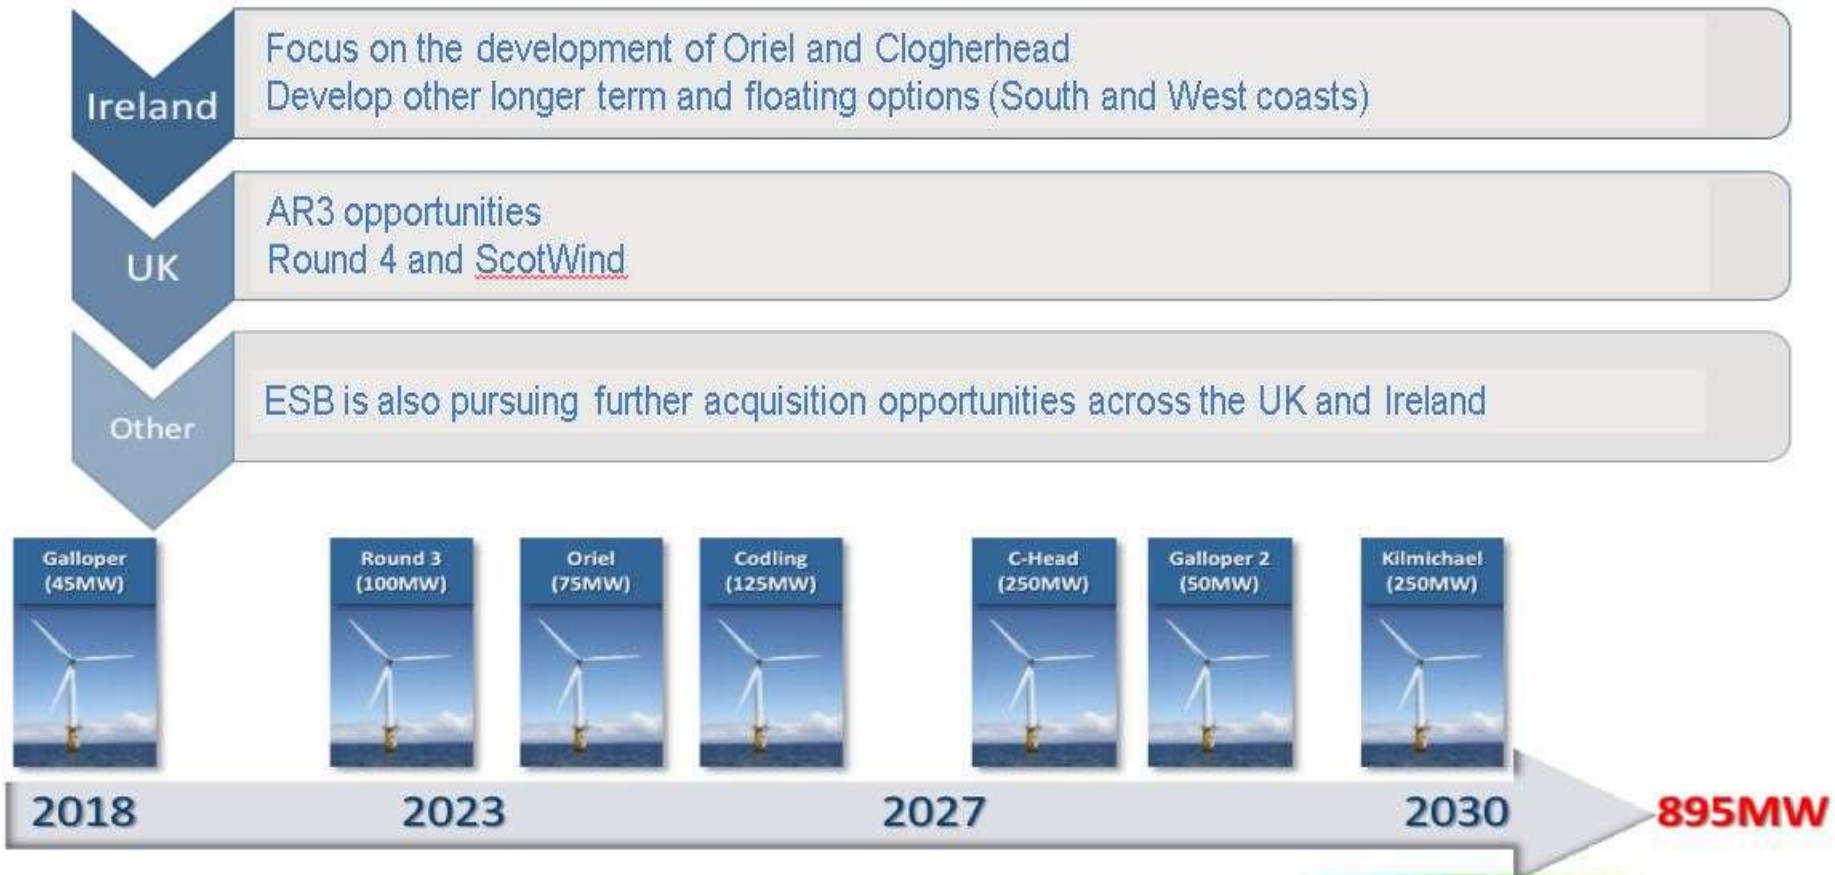 Ireland
Focus on the development of Oriel and Clogherhead
Develop other longer term and floating options (South and West coasts)
UK
AR3 opportunities
Round 4 and ScotWind
Other
ESB is also pursuing further acquisition opportunities across the UK and Ireland
Galloper
(45MW)
Round 3
(100MW)
Oriel
(75MW)
Codling
(125MW)
C-Head
(250MW)
Galloper 2
(50MW)
Kilmichael
(250MW)
2018
2023
2027
2030
895MW